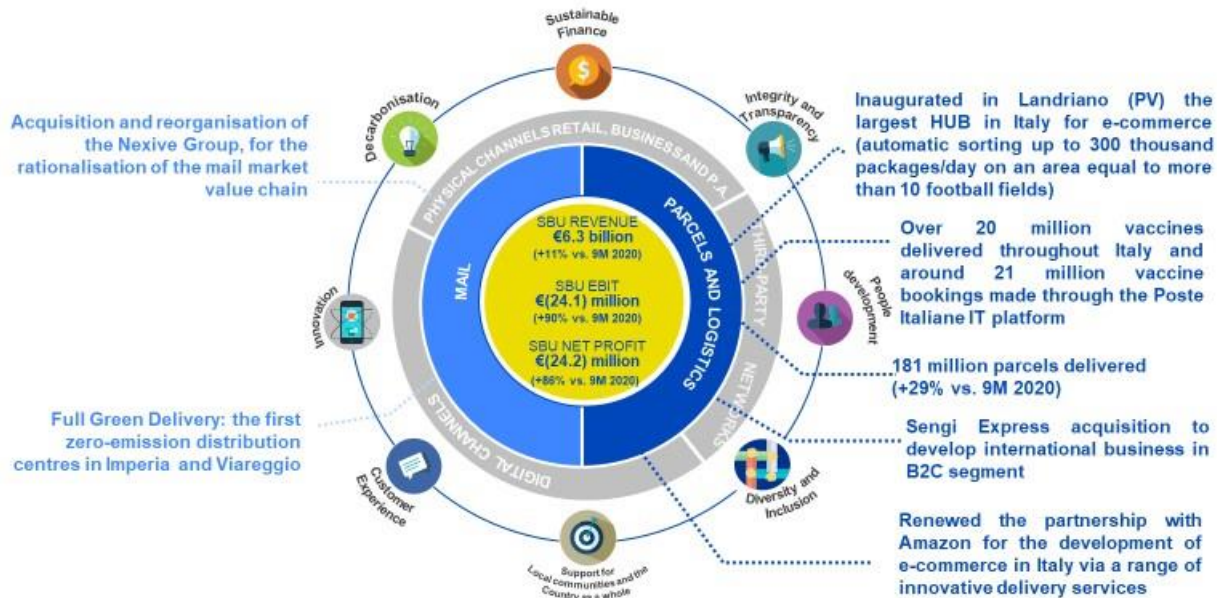 Sustainable
Finance
Decarbonisation
Integrity and
Transparency
Acquisition and reorganisation of
the Nexive Group, for the
rationalisation of the mail market
value chain
Inaugurated in Landriano (PV) the
largest HUB in Italy for e-commerce
(automatic sorting up to 300 thousand
packages/day on an area equal to more
than 10 football fields)
PHYSICAL CHANNELS RETAIL, BUSINESS AND P.A.
THIRD-PARTY
NETWORKS
DIGITAL CHANNELS
MAIL
PARCELS AND LOGISTICS
SBU REVENUE
€6.3 billion
(+11% vs. 9M 2020)
SBU EBIT
€(24.1) million
(+90% vs. 9M 2020)
SBU NET PROFIT
€(24.2) million
(+86% vs. 9M 2020)
Over 20 million vaccines
delivered throughout Italy and
around 21 million vaccine
bookings made through the Poste
Italiane IT platform
Innovation
People
development
181 million parcels delivered
(+29% vs. 9M 2020)
Full Green Delivery: the first
zero-emission distribution
centres in Imperia and Viareggio
Sengi Express acquisition to
develop international business in
B2C segment
Customer
Experience
Diversity and
Inclusion
Support for
Local communities and the
Country as a whole
Renewed the partnership with
Amazon for the development of
e-commerce in Italy via a range of
innovative delivery services